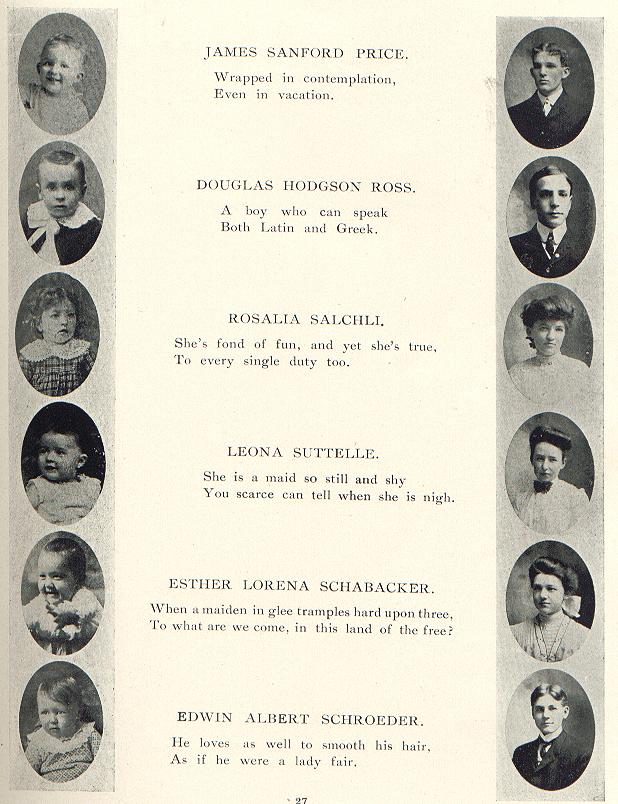 JAMES SANFORD PRICE.
Wrapped in contemplation,
Even in vacation.
DOUGLAS HODGSON ROSS.
A boy who can speak
Both Latin and Greek.
ROSALIA SALCHLI.
She's fond of fun, and yet she's true,
To every single duty too.
LEONA SUTTELLE.
She is a maid so still and shy
You scarce can tell when she is nigh.
ESTHER LORENA SCHABACKER.
When a maiden in glee tramples hard upon three,
To what are we come, in this land of the free?
EDWIN ALBERT SCHROEDER.
He loves as well to smooth his hair,
As if he were a lady fair.
27